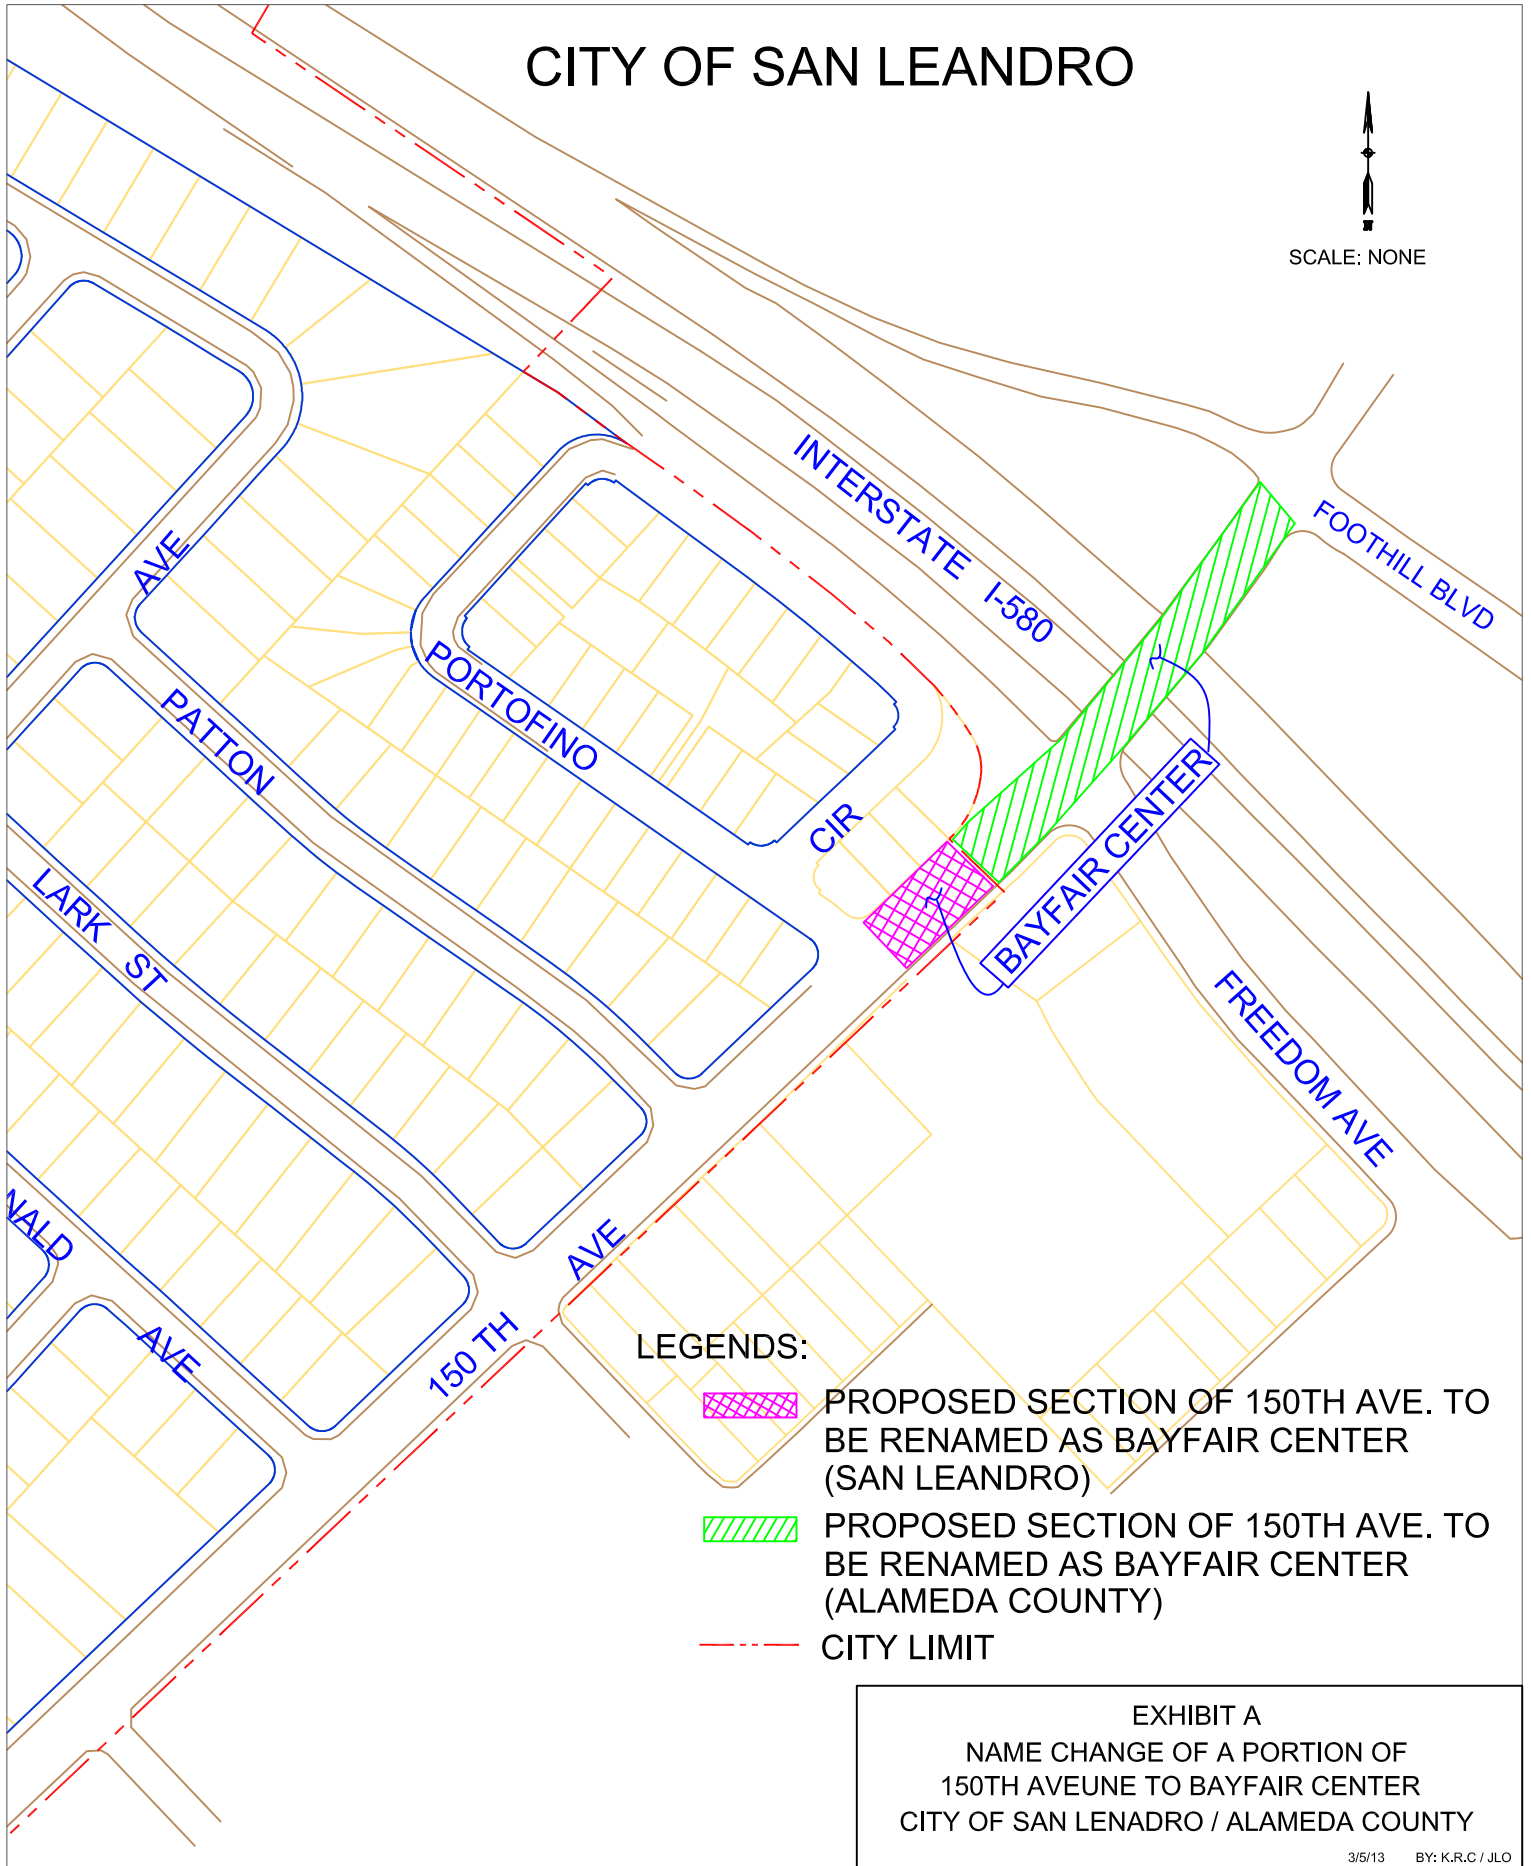 CITY OF SAN LEANDRO
SCALE: NONE
INTERSTATE I-580
FOOTHILL BLVD
AVE
PORTOFINO
CIR
PATTON
BAYFAIR CENTER
LARK ST
FREEDOM AVE
NALD
AVE
150 TH
AVE
LEGENDS:
PROPOSED SECTION OF 150TH AVE. TO
BE RENAMED AS BAYFAIR CENTER
(SAN LEANDRO)
PROPOSED SECTION OF 150TH AVE. TO
BE RENAMED AS BAYFAIR CENTER
(ALAMEDA COUNTY)
CITY LIMIT
EXHIBIT A
NAME CHANGE OF A PORTION OF
150TH AVEUNE TO BAYFAIR CENTER
CITY OF SAN LENADRO / ALAMEDA COUNTY
3/5/13 BY: K.R.C / JLO